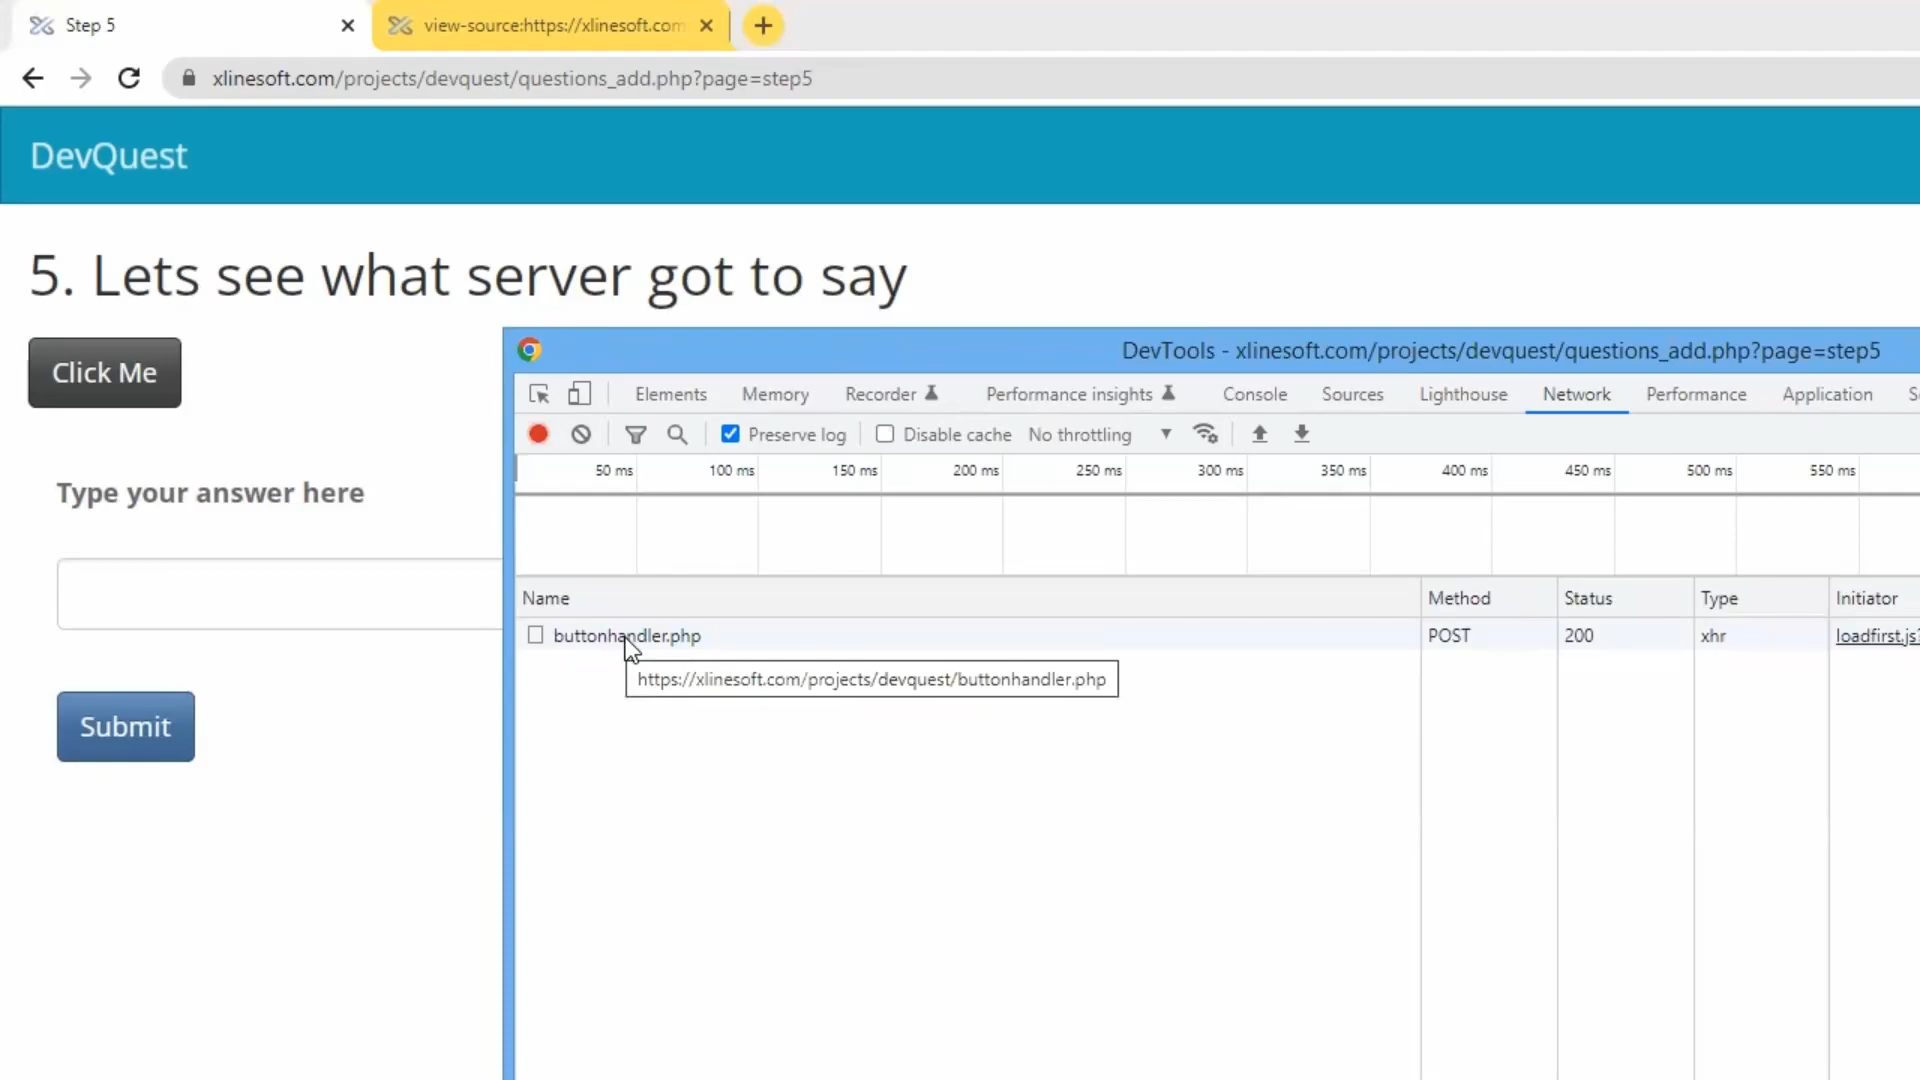 Step 5
view-source:https://xlinesoft.com
xlinesoft.com/projects/devquest/questions_add.php?page=step5
DevQuest
5. Lets see what server got to say
Click Me
Type your answer here
Submit
DevTools - xlinesoft.com/projects/devquest/questions_add.php?page=step5
Elements Memory Recorder Performance insights Console Sources Lighthouse Network Performance Application
Preserve log Disable cache No throttling
50 ms 100 ms 150 ms 200 ms 250 ms 300 ms 350 ms 400 ms 450 ms 500 ms 550 ms
Name Method Status Type Initiator
buttonhandler.php POST 200 xhr loadfirst.js?
https://xlinesoft.com/projects/devquest/buttonhandler.php